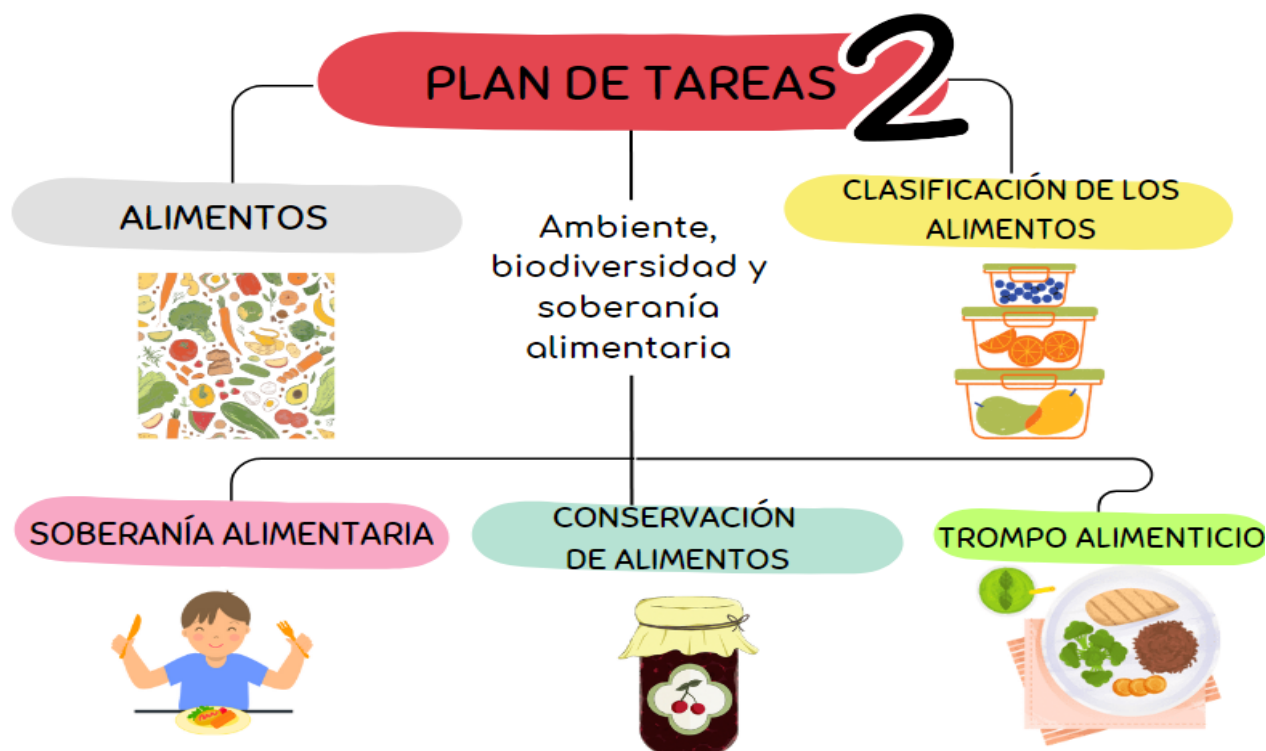 PLAN DE TAREAS 2
ALIMENTOS
Ambiente,
biodiversidad y
soberanía
alimentaria
CLASIFICACIÓN DE LOS
ALIMENTOS
SOBERANÍA ALIMENTARIA
CONSERVACIÓN
DE ALIMENTOS
TROMPO ALIMENTICIO